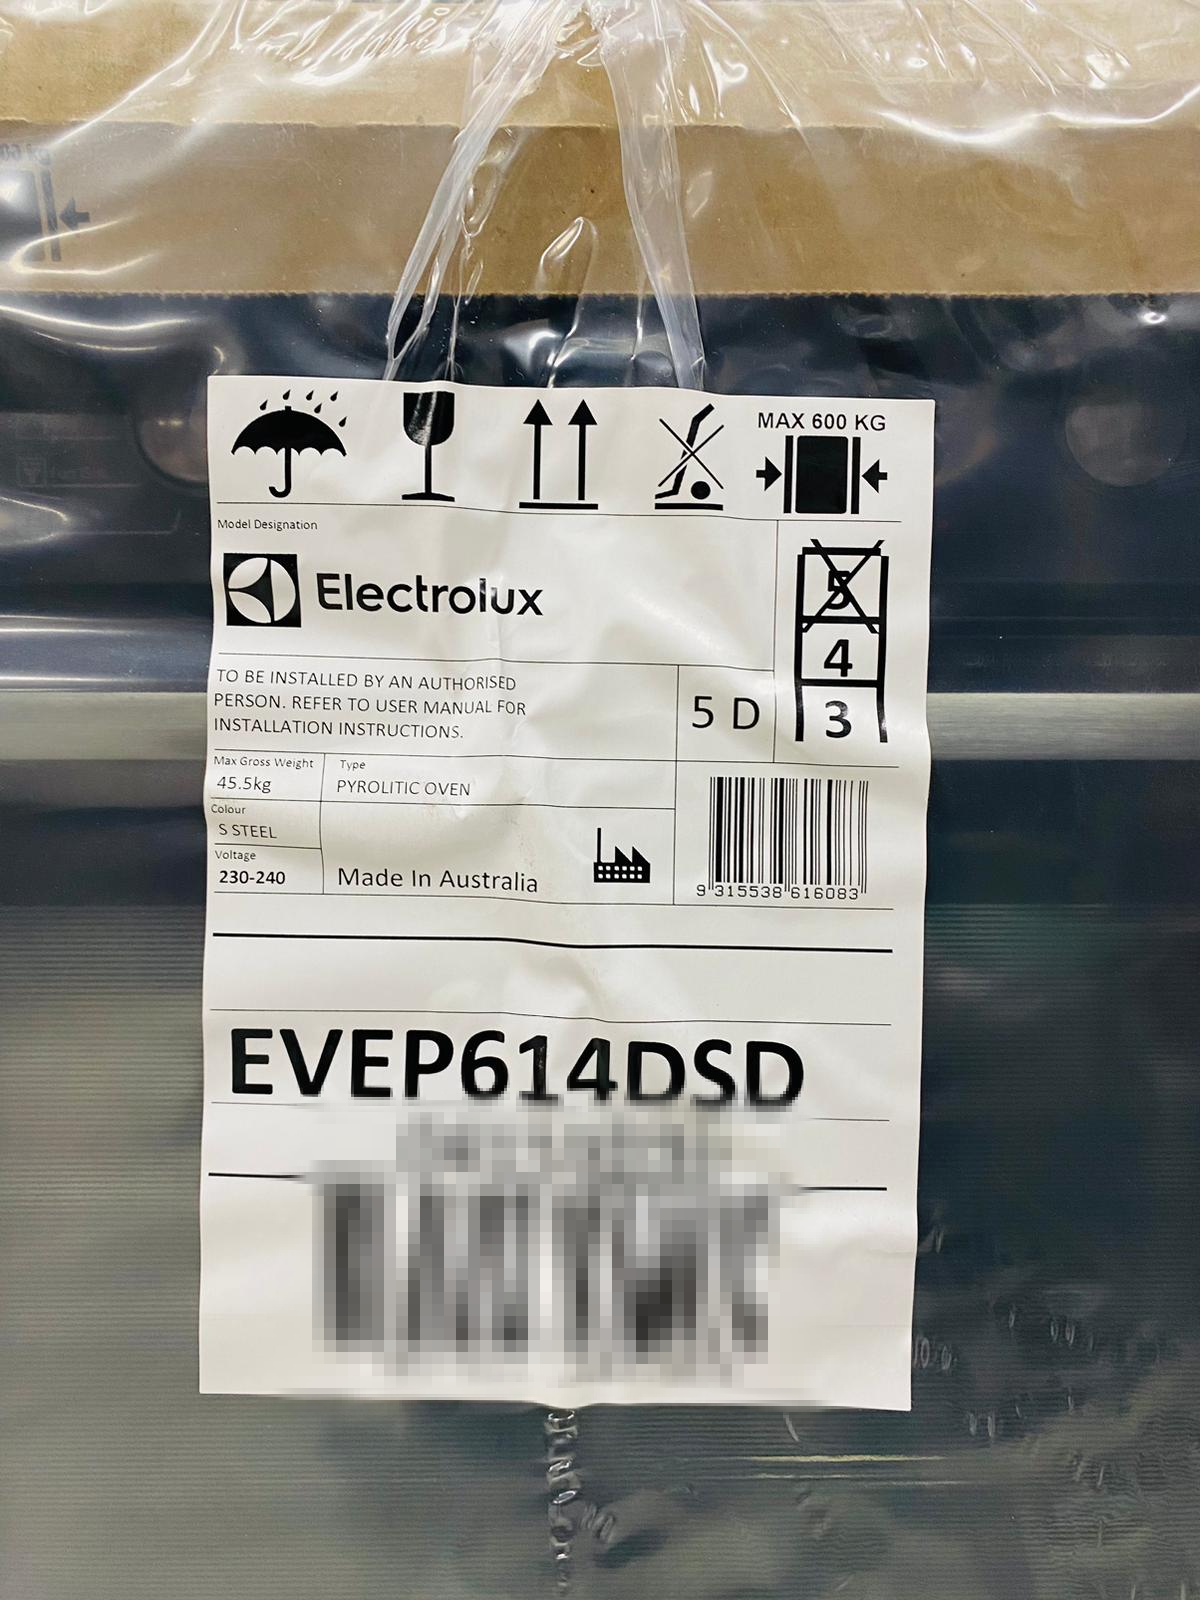 MAX 600 KG
Model Designation
Electrolux
5
4
3
TO BE INSTALLED BY AN AUTHORISED
PERSON. REFER TO USER MANUAL FOR
INSTALLATION INSTRUCTIONS.
5 D
Max Gross Weight
45.5kg
Type
PYROLITIC OVEN
Colour
S STEEL
Voltage
230-240
Made In Australia
9 315538 616083
EVEP614DSD